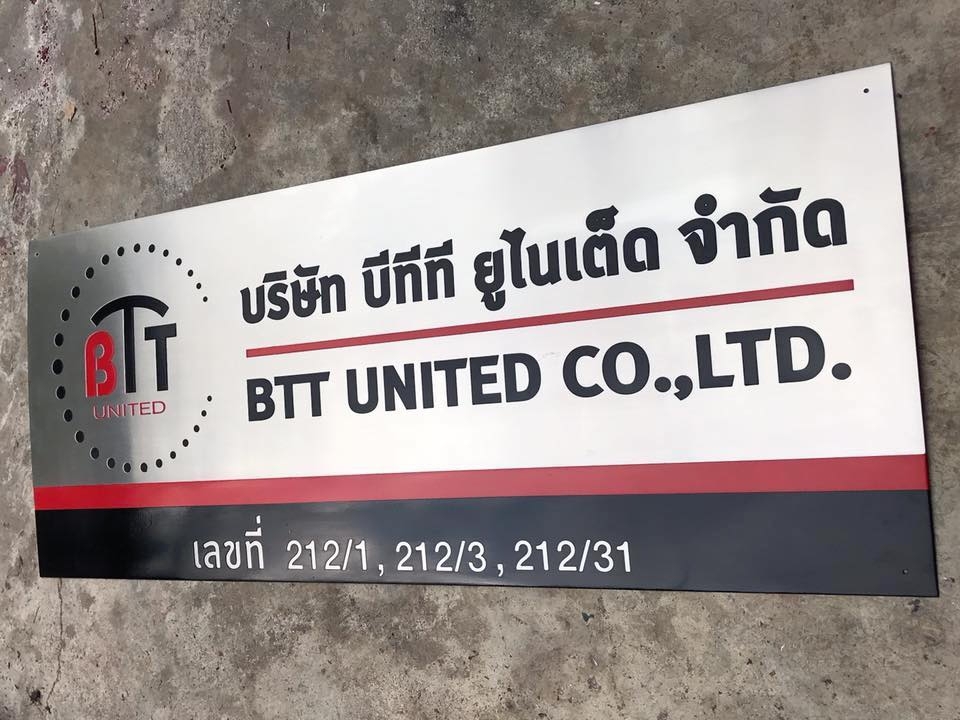 BTT
UNITED
บริษัท บีทีที ยูไนเต็ด จำกัด
BTT UNITED CO.,LTD.
เลขที่ 212/1, 212/3, 212/31